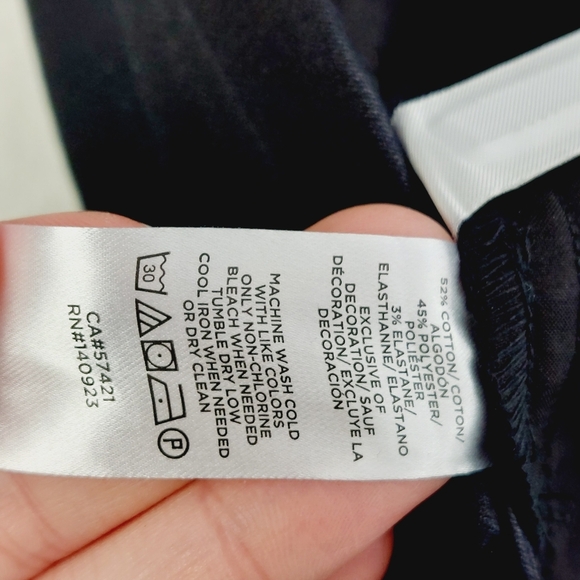 52% COTTON/COTON/
ALGODÓN
45% POLYESTER/
POLIÉSTER
3% ELASTANE/
ELASTHANNE/ ELASTANO
EXCLUSIVE OF
DECORATION/ SAUF
DÉCORATION/ EXCLUYE LA
DECORACIÓN
MACHINE WASH COLD
WITH LIKE COLORS
ONLY NON-CHLORINE
BLEACH WHEN NEEDED
TUMBLE DRY LOW
COOL IRON WHEN NEEDED
OR DRY CLEAN
30
P
CA#57421
RN#140923